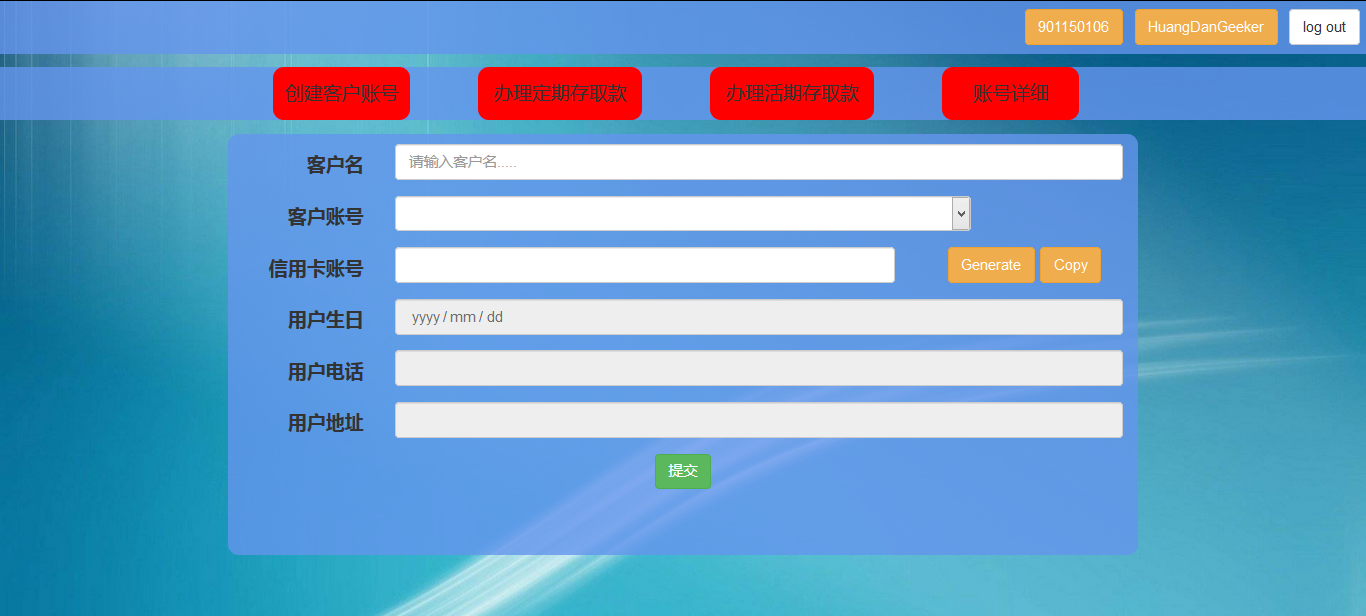 901150106 HuangDanGeeker log out
创建客户账号 办理定期存取款 办理活期存取款 账号详细
客户名 请输入客户名.....
客户账号
信用卡账号 Generate Copy
用户生日 yyyy / mm / dd
用户电话
用户地址
提交